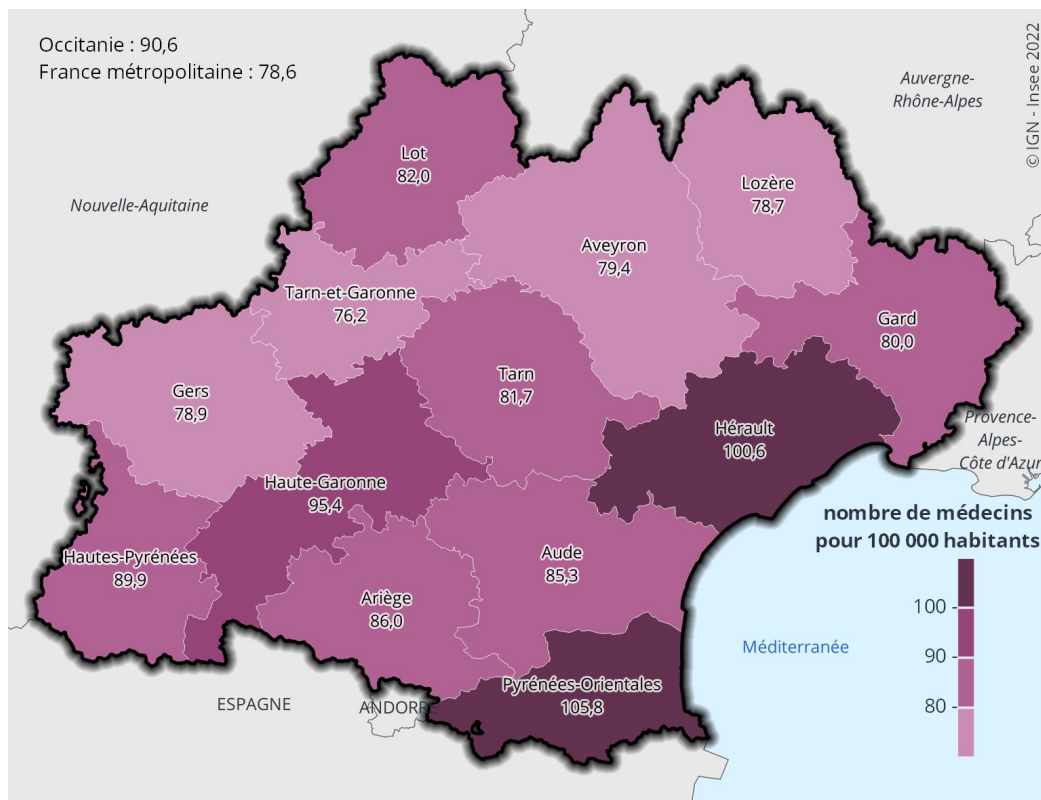 Occitanie : 90,6
France métropolitaine : 78,6
© IGN - Insee 2022
Auvergne-
Rhône-Alpes
Nouvelle-Aquitaine
Lot
82,0
Lozère
78,7
Aveyron
79,4
Tarn-et-Garonne
76,2
Gard
80,0
Gers
78,9
Tarn
81,7
Hérault
100,6
Provence-
Alpes-
Côte d'Azur
Haute-Garonne
95,4
Hautes-Pyrénées
89,9
Aude
85,3
Ariège
86,0
Pyrénées-Orientales
105,8
ESPAGNE
ANDORRE
Méditerranée
nombre de médecins
pour 100 000 habitants
100
90
80